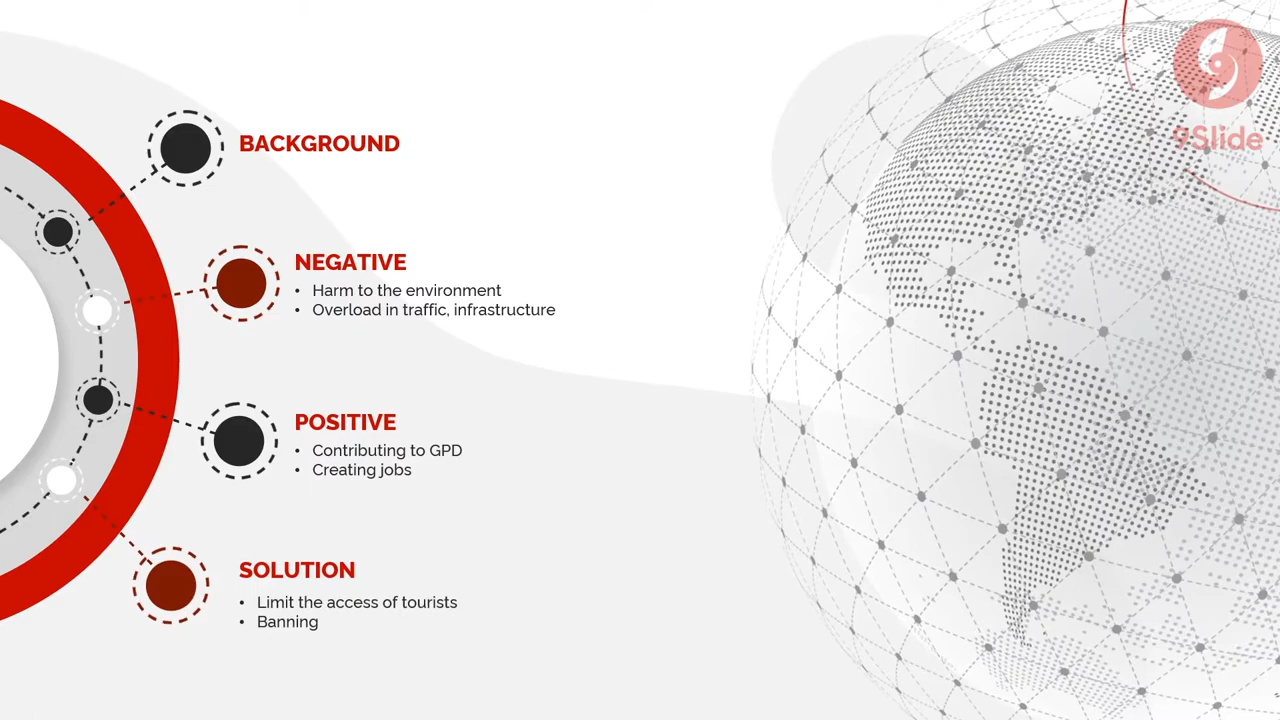 9Slide
BACKGROUND
NEGATIVE
• Harm to the environment
• Overload in traffic, infrastructure
POSITIVE
• Contributing to GPD
• Creating jobs
SOLUTION
• Limit the access of tourists
• Banning